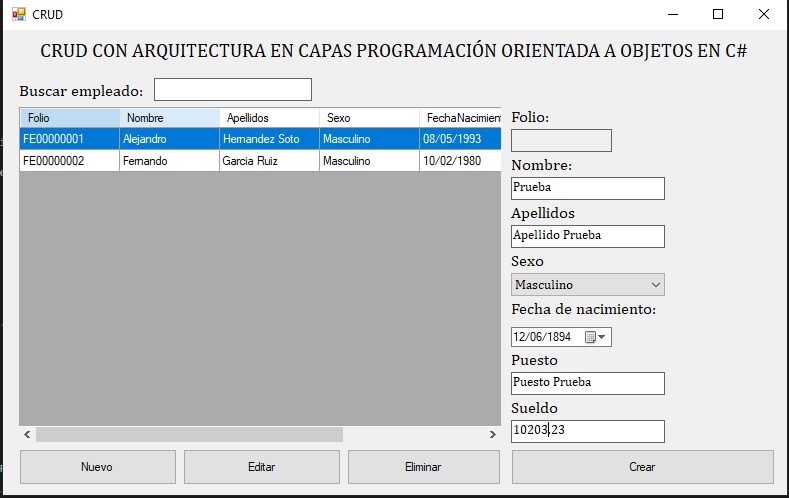 CRUD
CRUD CON ARQUITECTURA EN CAPAS PROGRAMACIÓN ORIENTADA A OBJETOS EN C#
Buscar empleado:
Folio Nombre Apellidos Sexo FechaNacimient
FE00000001 Alejandro Hernandez Soto Masculino 08/05/1993
FE00000002 Fernando Garcia Ruiz Masculino 10/02/1980
Folio:
Nombre:
Prueba
Apellidos
Apellido Prueba
Sexo
Masculino
Fecha de nacimiento:
12/06/1894
Puesto
Puesto Prueba
Sueldo
10203.23
Nuevo Editar Eliminar Crear